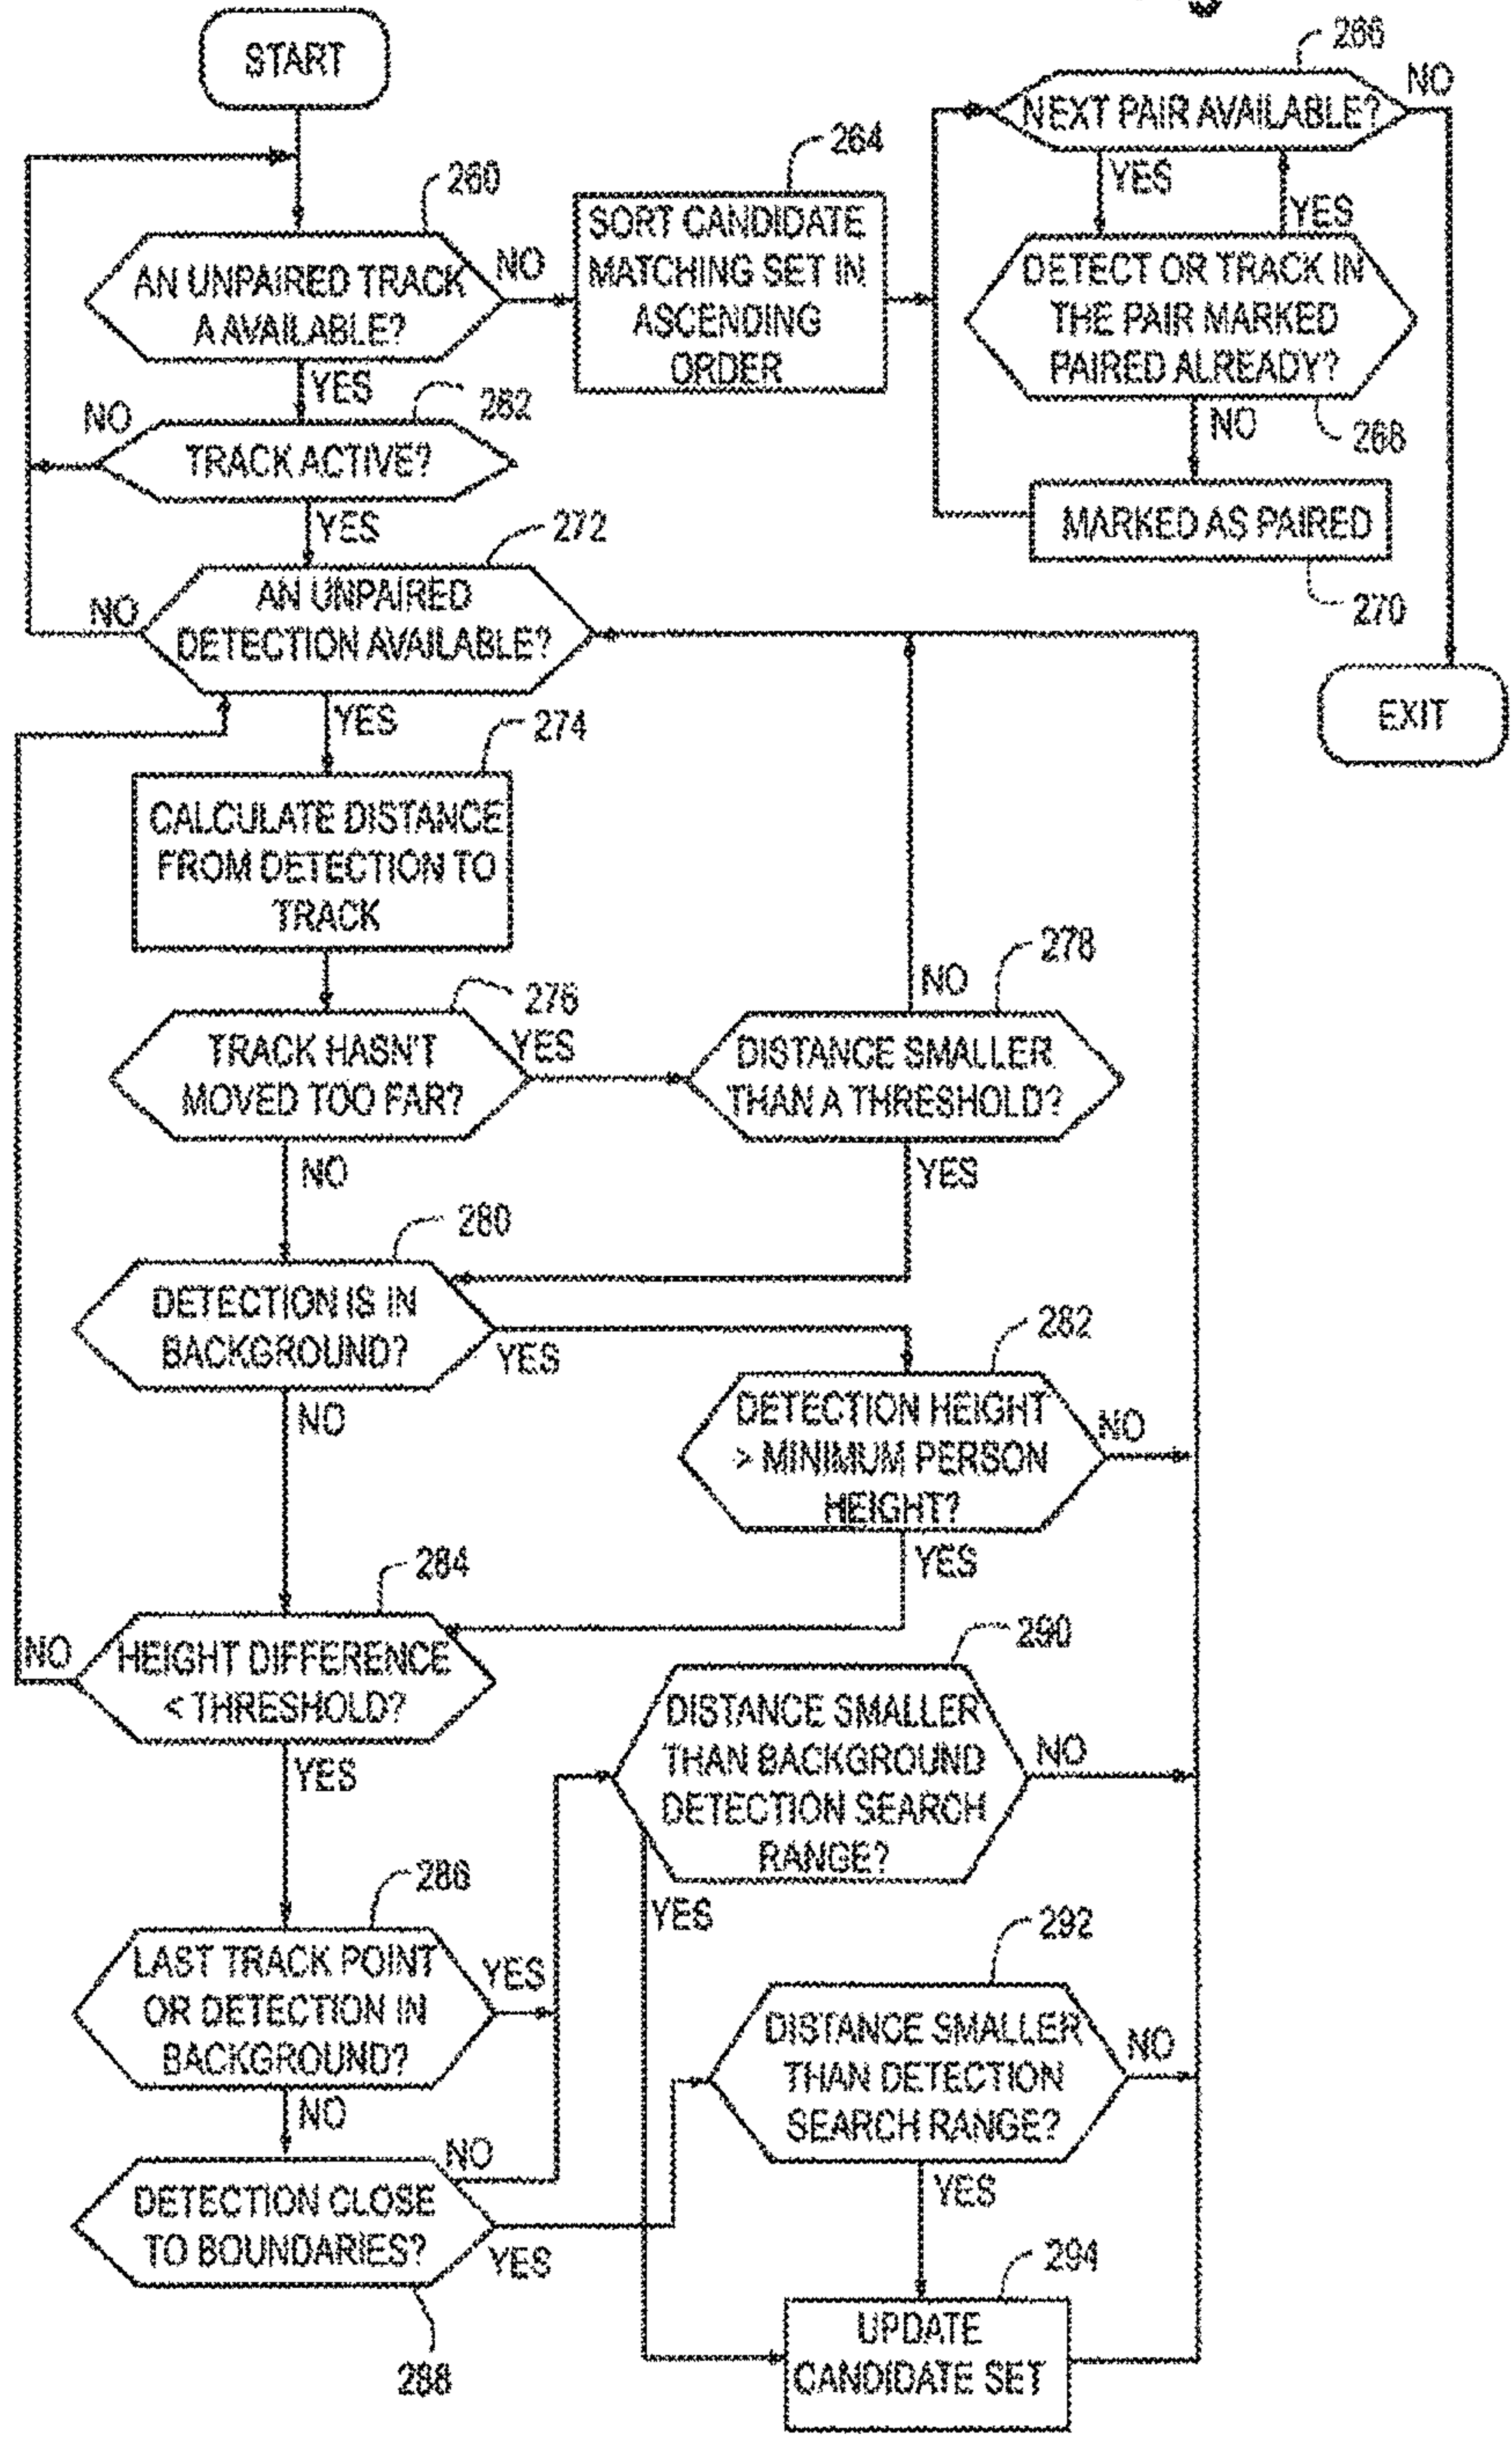 START
260
AN UNPAIRED TRACK
A AVAILABLE?
NO
YES
264
SORT CANDIDATE
MATCHING SET IN
ASCENDING
ORDER
266
NEXT PAIR AVAILABLE?
NO
YES
YES
DETECT OR TRACK IN
THE PAIR MARKED
PAIRED ALREADY?
NO
268
MARKED AS PAIRED
270
EXIT
262
NO
TRACK ACTIVE?
YES
272
NO
AN UNPAIRED
DETECTION AVAILABLE?
YES
274
CALCULATE DISTANCE
FROM DETECTION TO
TRACK
276
TRACK HASN'T
MOVED TOO FAR?
YES
NO
278
NO
DISTANCE SMALLER
THAN A THRESHOLD?
YES
280
DETECTION IS IN
BACKGROUND?
YES
NO
282
DETECTION HEIGHT
> MINIMUM PERSON
HEIGHT?
NO
YES
284
NO
HEIGHT DIFFERENCE
< THRESHOLD?
YES
290
DISTANCE SMALLER
THAN BACKGROUND
DETECTION SEARCH
RANGE?
NO
YES
286
LAST TRACK POINT
OR DETECTION IN
BACKGROUND?
YES
NO
292
DISTANCE SMALLER
THAN DETECTION
SEARCH RANGE?
NO
YES
NO
DETECTION CLOSE
TO BOUNDARIES?
YES
288
294
UPDATE
CANDIDATE SET